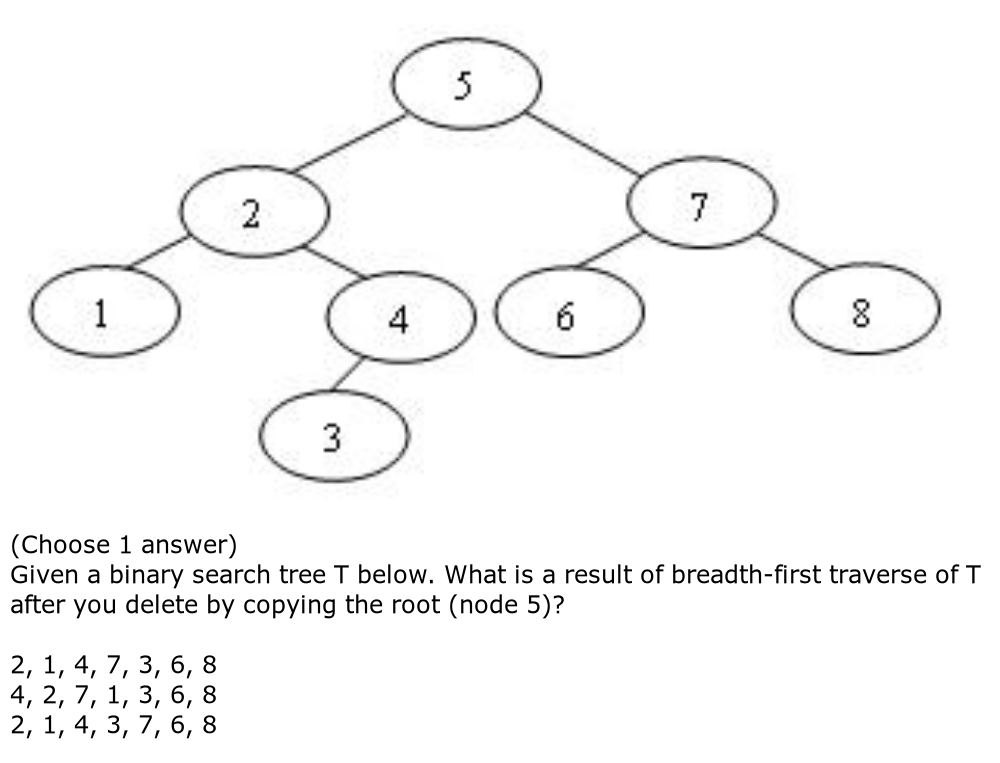 5
2
7
1
4
6
8
3
(Choose 1 answer)
Given a binary search tree T below. What is a result of breadth-first traverse of T
after you delete by copying the root (node 5)?
2, 1, 4, 7, 3, 6, 8
4, 2, 7, 1, 3, 6, 8
2, 1, 4, 3, 7, 6, 8